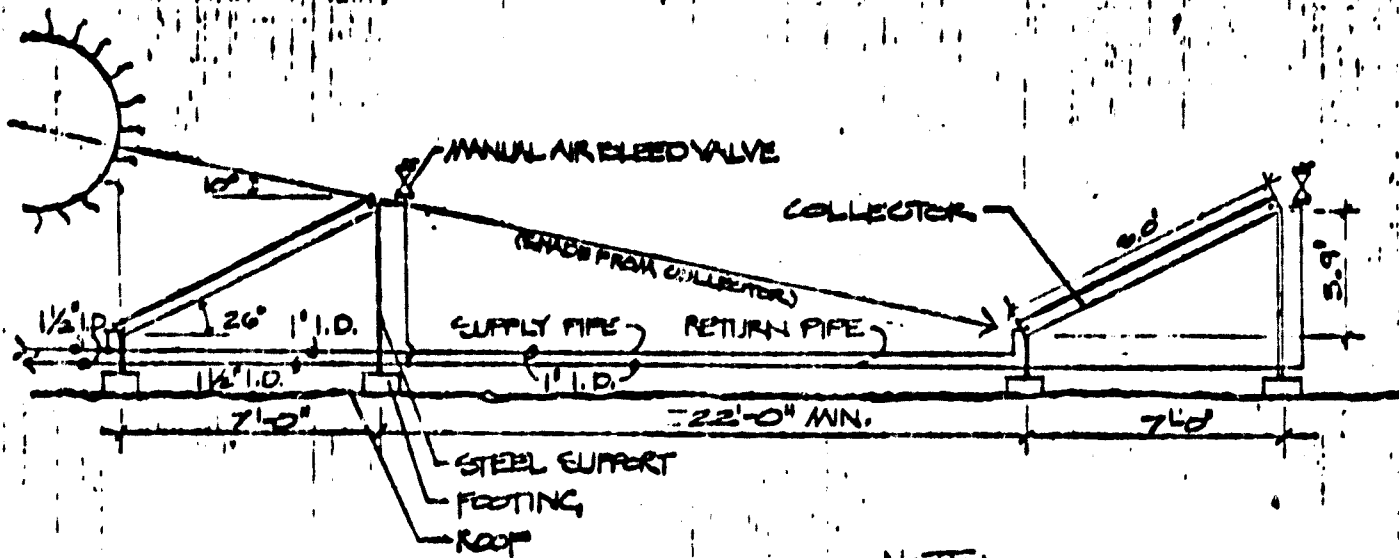 MANUAL AIR BLEED VALVE
10°
COLLECTOR
(SHADE FROM COLLECTOR)
26°
1½" I.D.
1" I.D.
SUPPLY PIPE
RETURN PIPE
1½" I.D.
1" I.D.
7'-0"
22'-0" MIN.
7'-0"
STEEL SUPPORT
FOOTING
ROOF
NOTE: